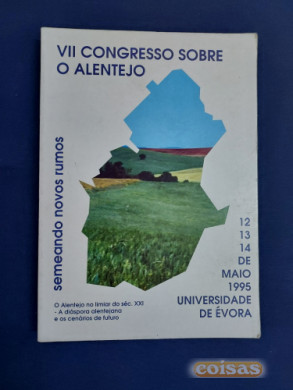 VII CONGRESSO SOBRE
O ALENTEJO
semeando novos rumos
12
13
14
DE
MAIO
1995
UNIVERSIDADE
DE ÉVORA
O Alentejo no limiar do séc. XXI
- A diáspora alentejana
e os cenários de futuro
coisas